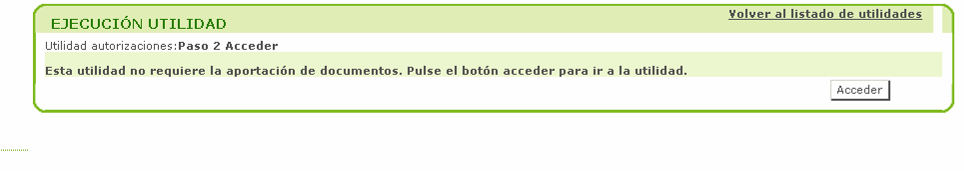 Volver al listado de utilidades
EJECUCIÓN UTILIDAD
Utilidad autorizaciones:Paso 2 Acceder
Esta utilidad no requiere la aportación de documentos. Pulse el botón acceder para ir a la utilidad.
Acceder